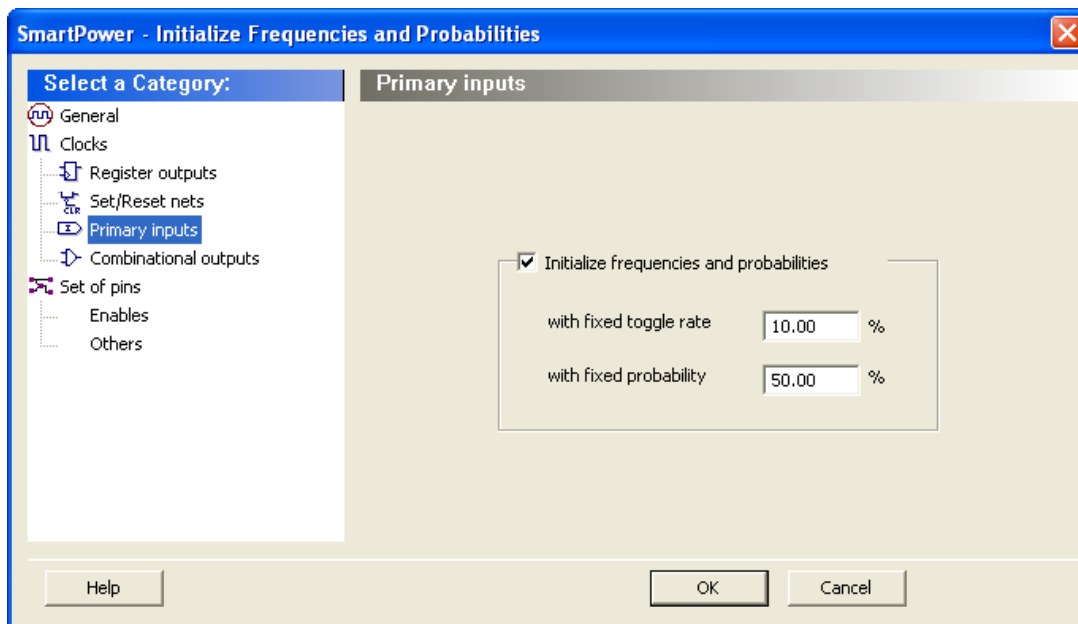 SmartPower - Initialize Frequencies and Probabilities
Select a Category:
Primary inputs
General
Clocks
Register outputs
Set/Reset nets
CLR
Primary inputs
Combinational outputs
Set of pins
Enables
Others
Initialize frequencies and probabilities
with fixed toggle rate 10.00 %
with fixed probability 50.00 %
Help
OK
Cancel